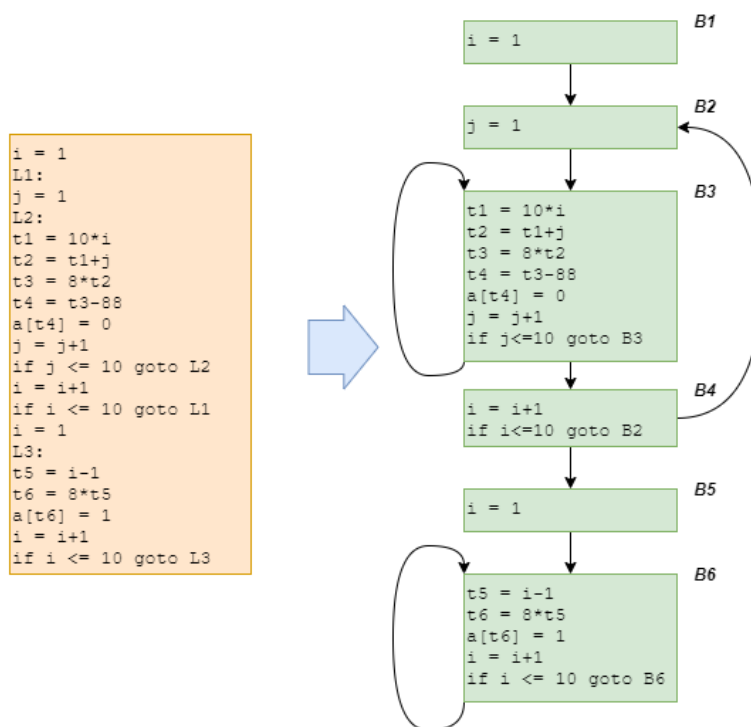 i = 1
L1:
j = 1
L2:
t1 = 10*i
t2 = t1+j
t3 = 8*t2
t4 = t3-88
a[t4] = 0
j = j+1
if j <= 10 goto L2
i = i+1
if i <= 10 goto L1
i = 1
L3:
t5 = i-1
t6 = 8*t5
a[t6] = 1
i = i+1
if i <= 10 goto L3
B1
i = 1
B2
j = 1
B3
t1 = 10*i
t2 = t1+j
t3 = 8*t2
t4 = t3-88
a[t4] = 0
j = j+1
if j<=10 goto B3
B4
i = i+1
if i<=10 goto B2
B5
i = 1
B6
t5 = i-1
t6 = 8*t5
a[t6] = 1
i = i+1
if i <= 10 goto B6